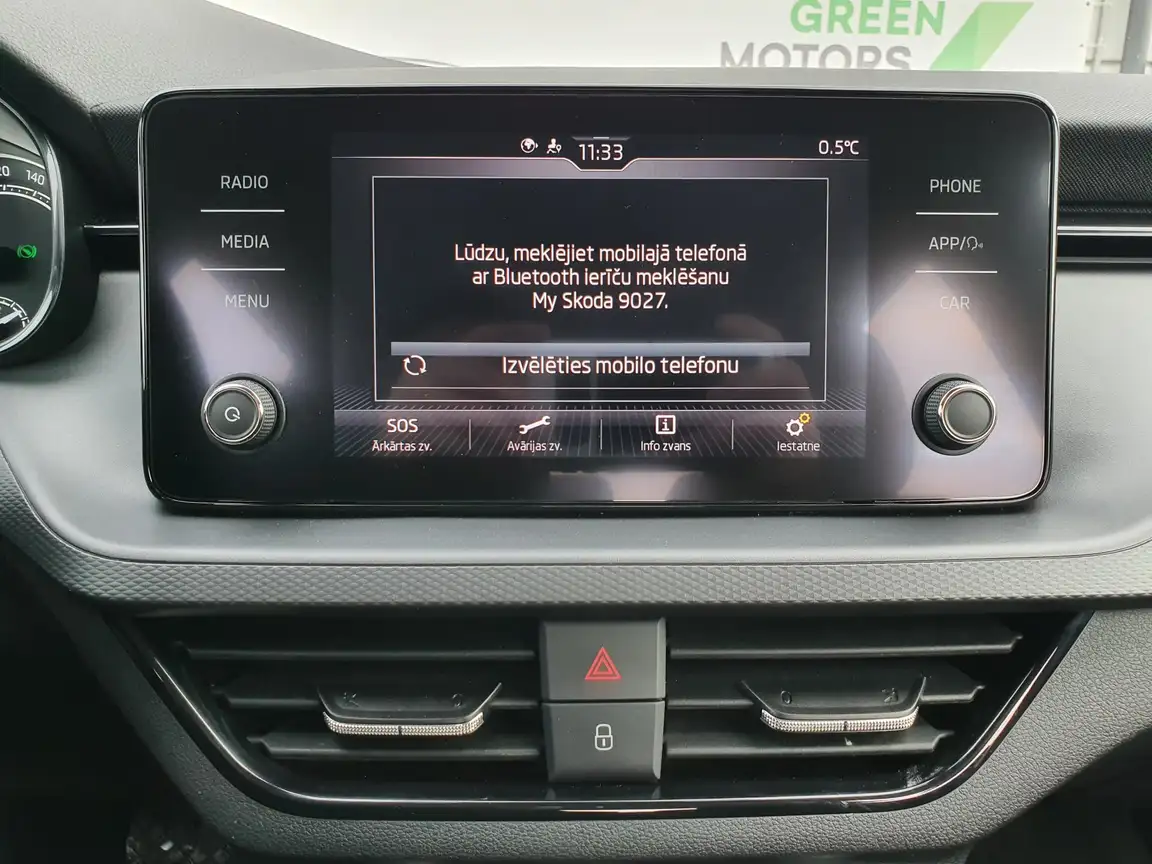 GREEN
MOTORS
140
11:33
0.5°C
RADIO
MEDIA
MENU
PHONE
APP/
CAR
Lūdzu, meklējiet mobilajā telefonā
ar Bluetooth ierīču meklēšanu
My Skoda 9027.
Izvēlēties mobilo telefonu
SOS
Ārkārtas zv.
Avārijas zv.
Info zvans
Iestatne